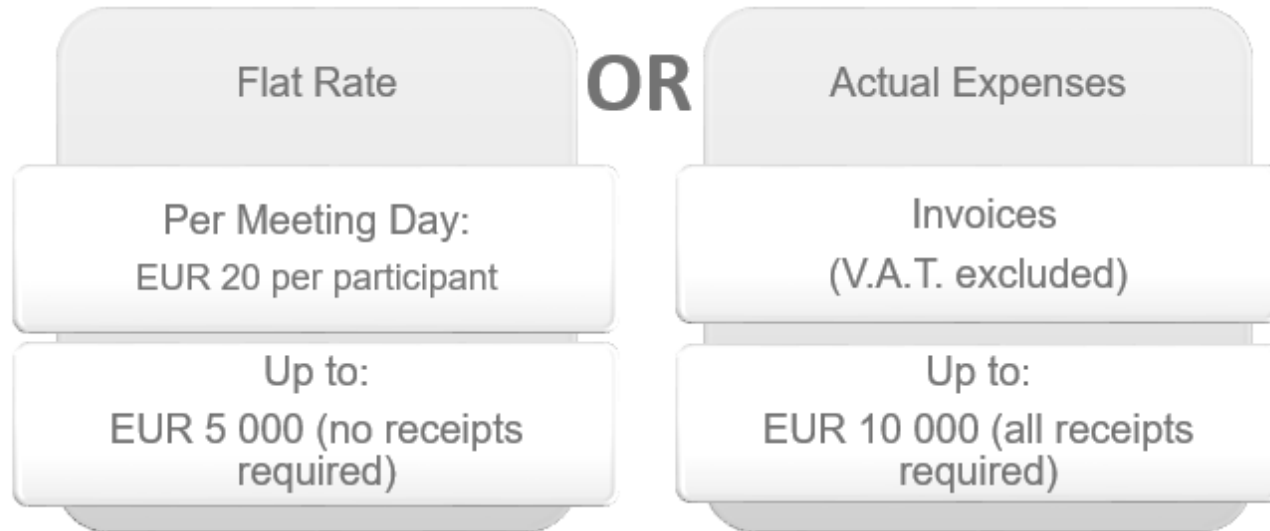 Flat Rate
Per Meeting Day:
EUR 20 per participant
Up to:
EUR 5 000 (no receipts
required)
OR
Actual Expenses
Invoices
(V.A.T. excluded)
Up to:
EUR 10 000 (all receipts
required)